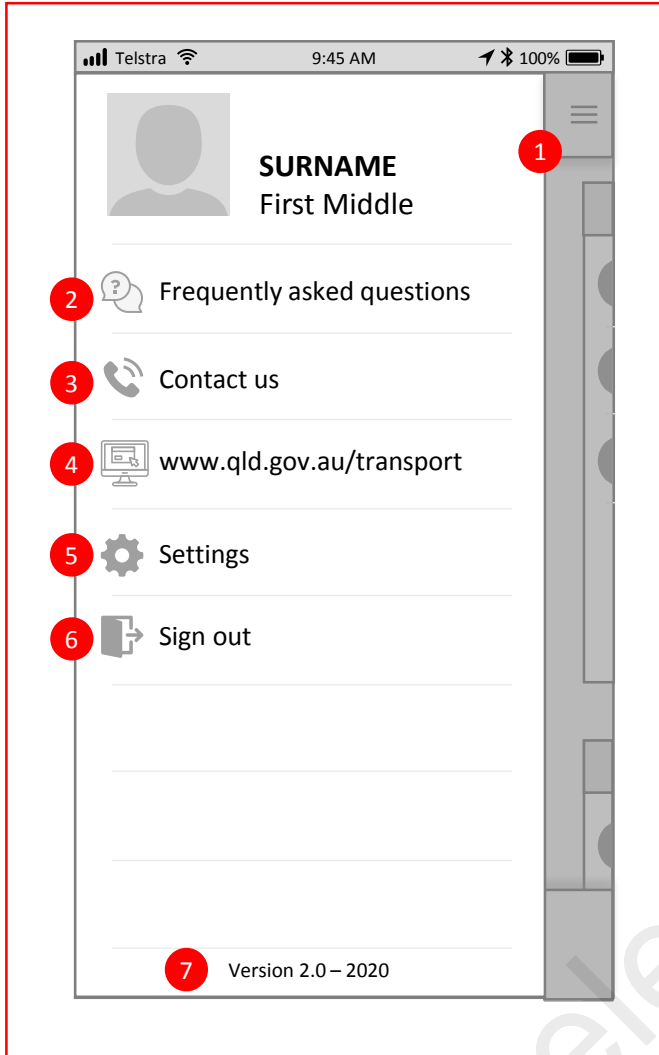 Telstra 9:45 AM 100%
1
SURNAME
First Middle
?
2 Frequently asked questions
3 Contact us
4 www.qld.gov.au/transport
5 Settings
6 Sign out
7 Version 2.0 – 2020